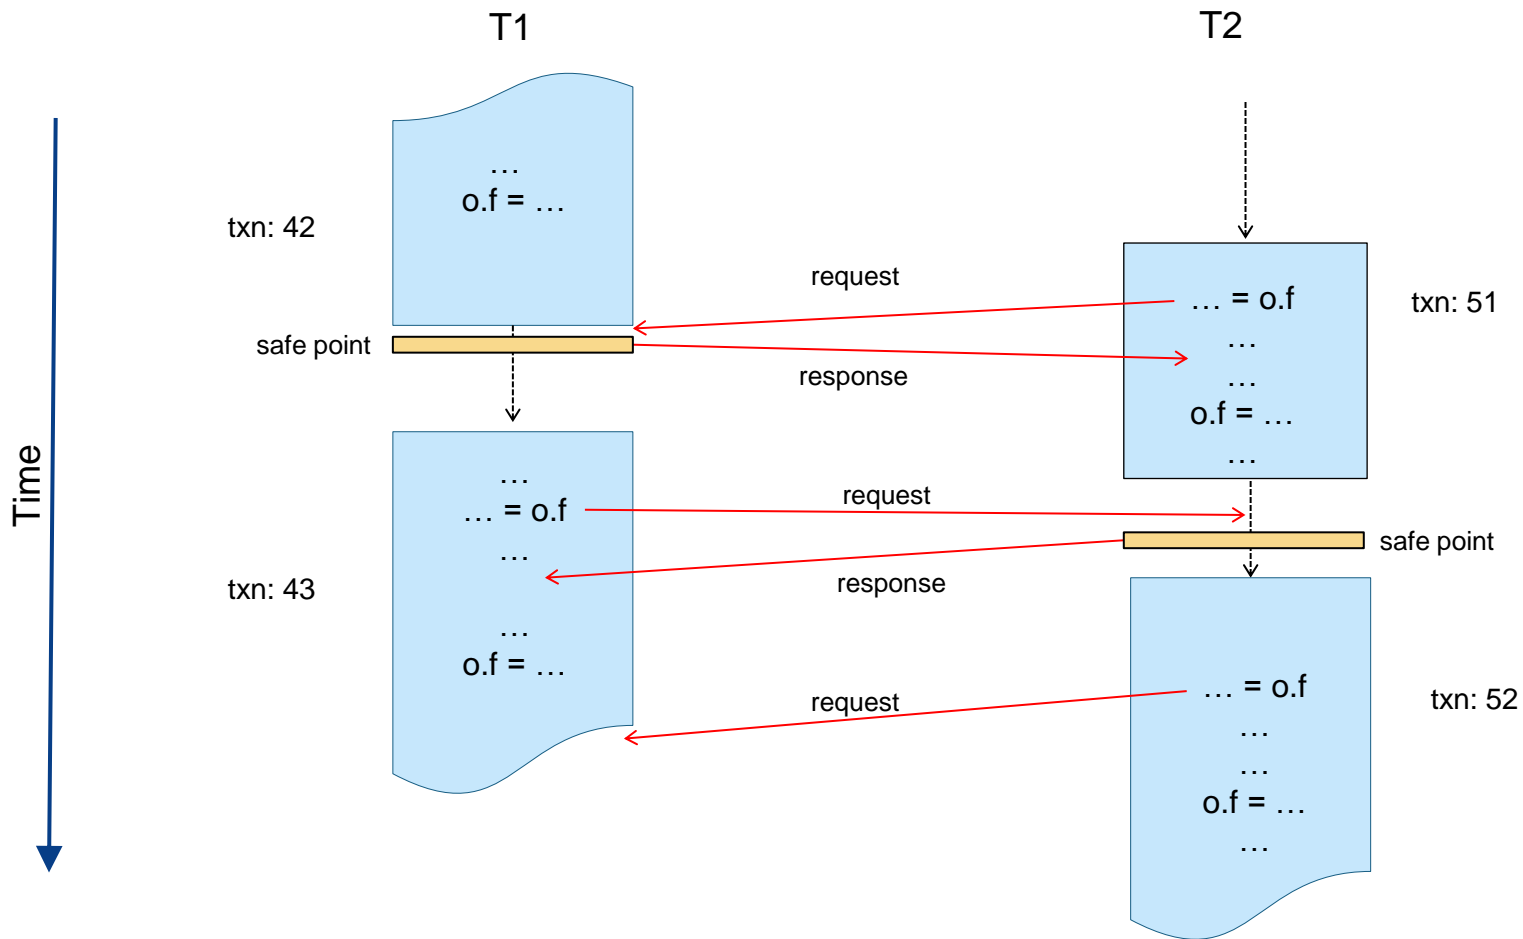 T1
T2
…
o.f = …
txn: 42
request
… = o.f
txn: 51
safe point
…
response
…
o.f = …
…
Time
…
request
… = o.f
safe point
…
response
txn: 43
…
o.f = …
request
… = o.f
txn: 52
…
…
o.f = …
…